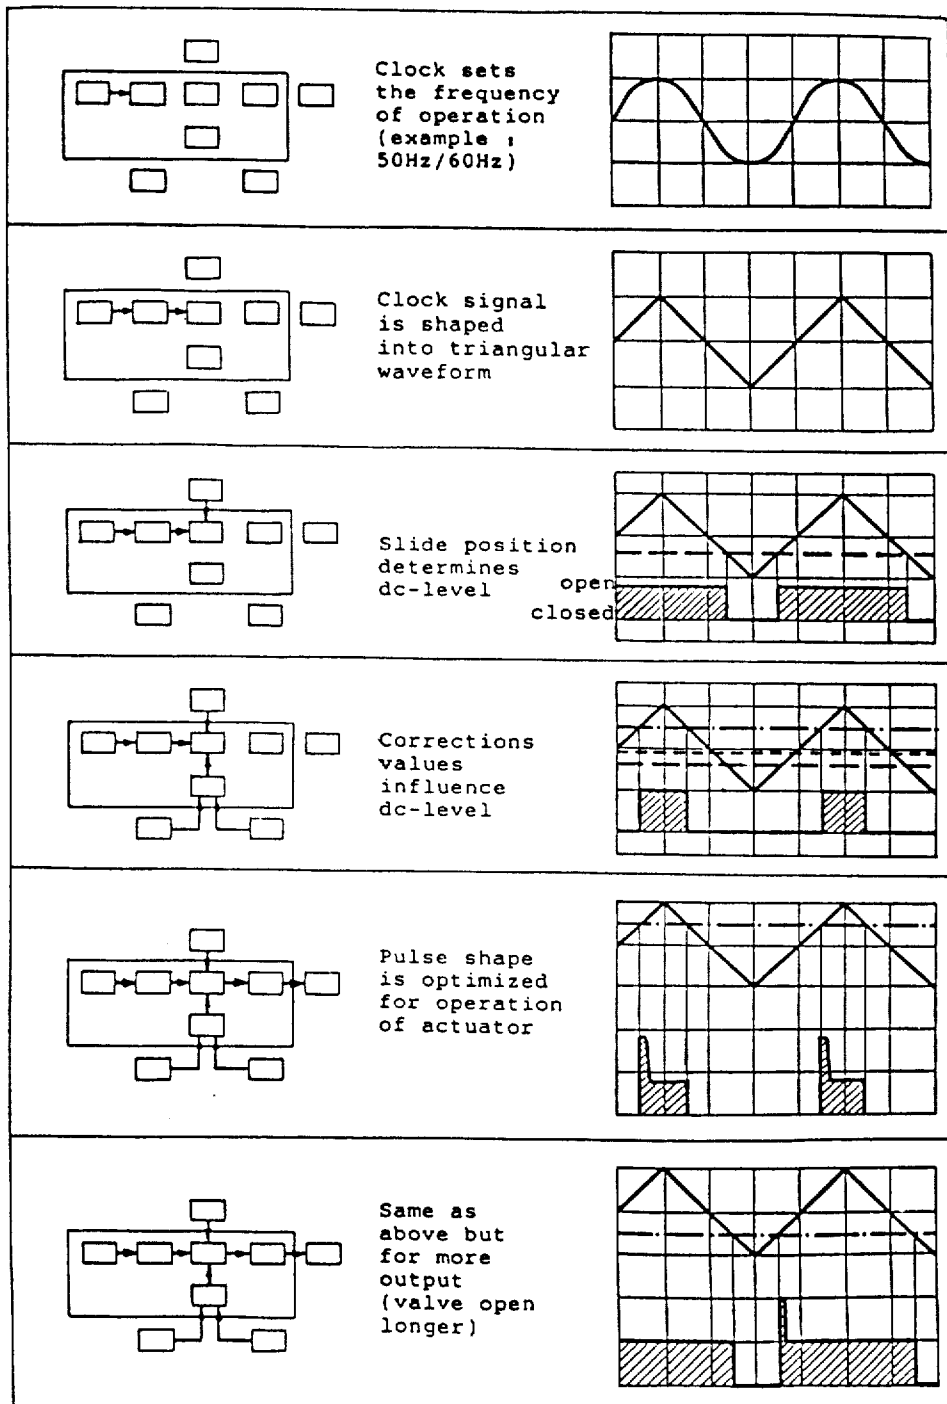 Clock sets
the frequency
of operation
(example :
50Hz/60Hz)
Clock signal
is shaped
into triangular
waveform
Slide position
determines
dc-level
open
closed
Corrections
values
influence
dc-level
Pulse shape
is optimized
for operation
of actuator
Same as
above but
for more
output
(valve open
longer)